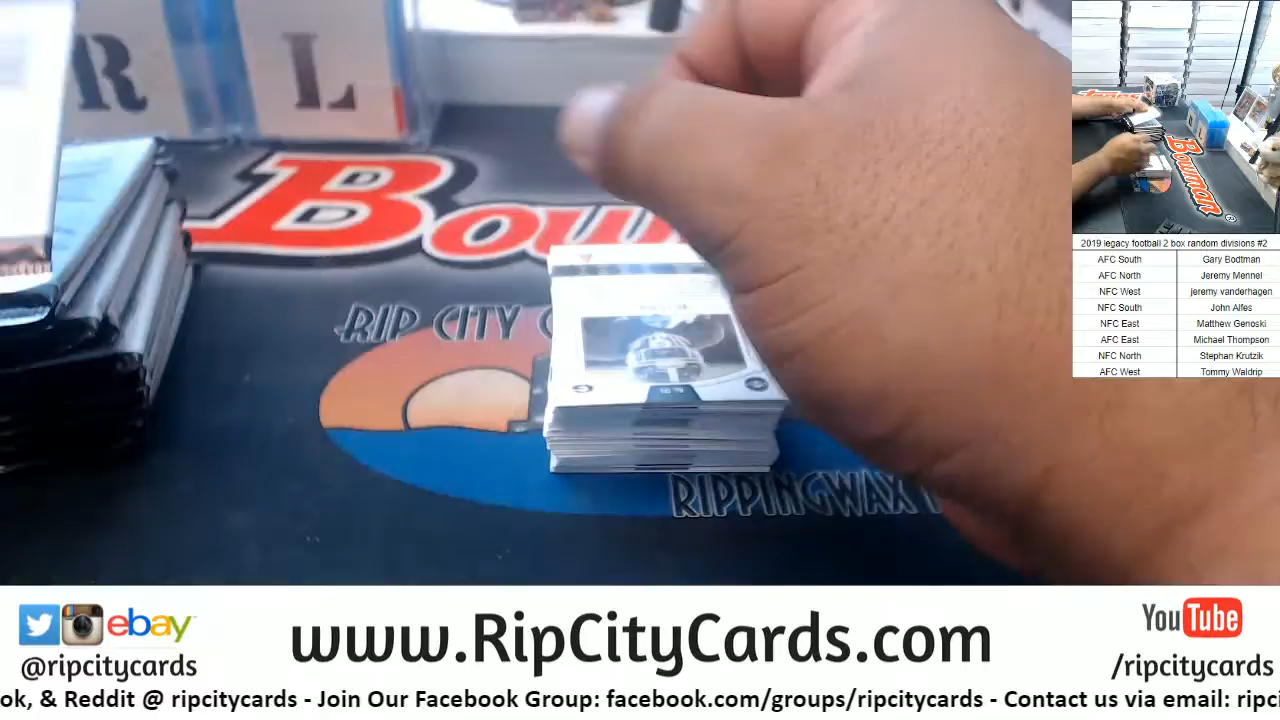 R L
Bow
RIP CITY C
RIPPINGWAX
Bowman
2019 legacy football 2 box random divisions #2
AFC South Gary Bodtman
AFC North Jeremy Mennel
NFC West jeremy vanderhagen
NFC South John Alfes
NFC East Matthew Genoski
AFC East Michael Thompson
NFC North Stephan Krutzik
AFC West Tommy Waldrip
ebay
@ripcitycards
www.RipCityCards.com
YouTube
/ripcitycards
ok, & Reddit @ ripcitycards - Join Our Facebook Group: facebook.com/groups/ripcitycards - Contact us via email: ripc